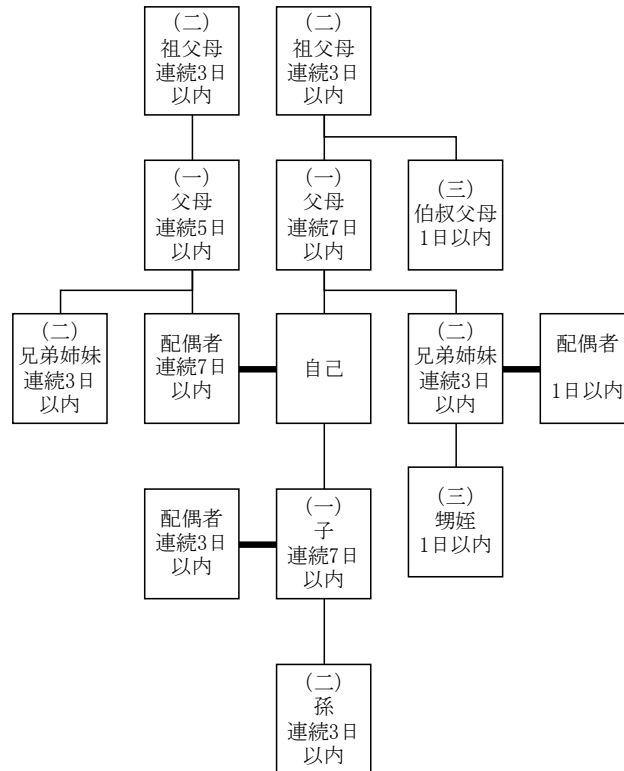 (二)
祖父母
連続3日
以内
(二)
祖父母
連続3日
以内
(一)
父母
連続5日
以内
(一)
父母
連続7日
以内
(三)
伯叔父母
1日以内
(二)
兄弟姉妹
連続3日
以内
配偶者
連続7日
以内
自己
(二)
兄弟姉妹
連続3日
以内
配偶者
1日以内
配偶者
連続3日
以内
(一)
子
連続7日
以内
(三)
甥姪
1日以内
(二)
孫
連続3日
以内